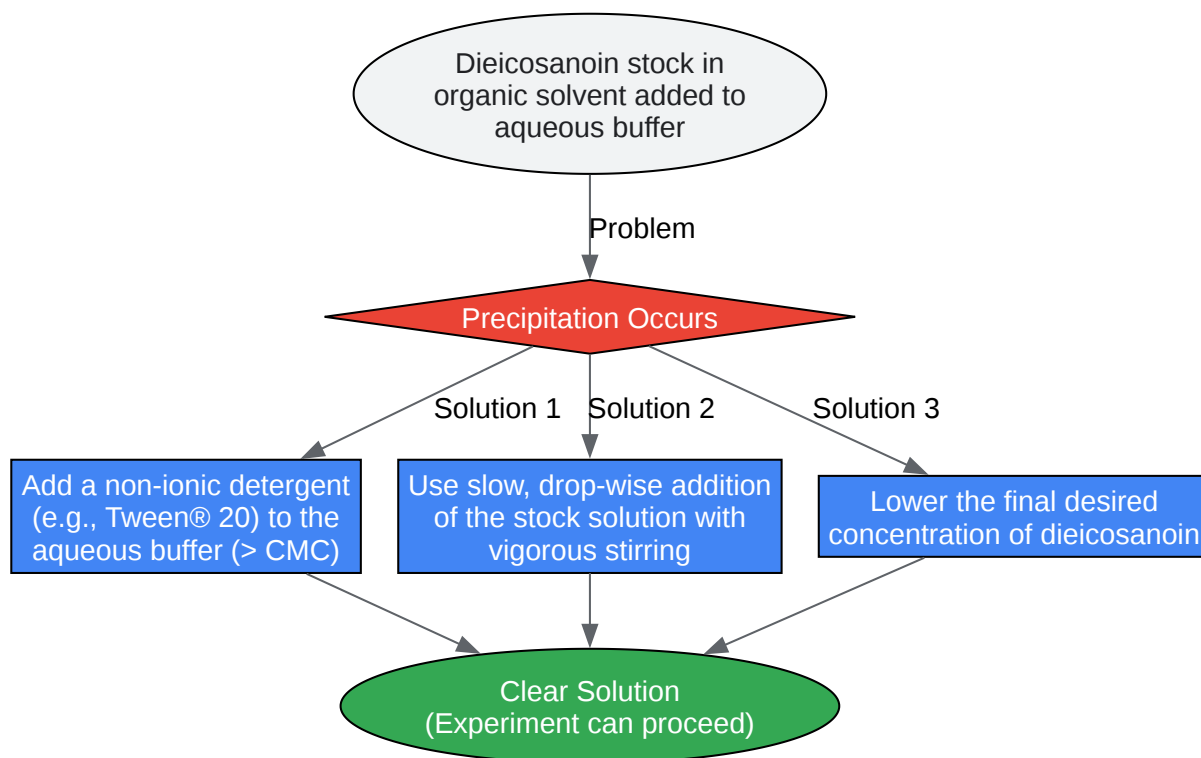 Dieicosanoin stock in
organic solvent added to
aqueous buffer
Problem
Precipitation Occurs
Solution 1
Solution 2
Solution 3
Add a non-ionic detergent
(e.g., Tween® 20) to the
aqueous buffer (> CMC)
Use slow, drop-wise addition
of the stock solution with
vigorous stirring
Lower the final desired
concentration of dieicosanoin
Clear Solution
(Experiment can proceed)